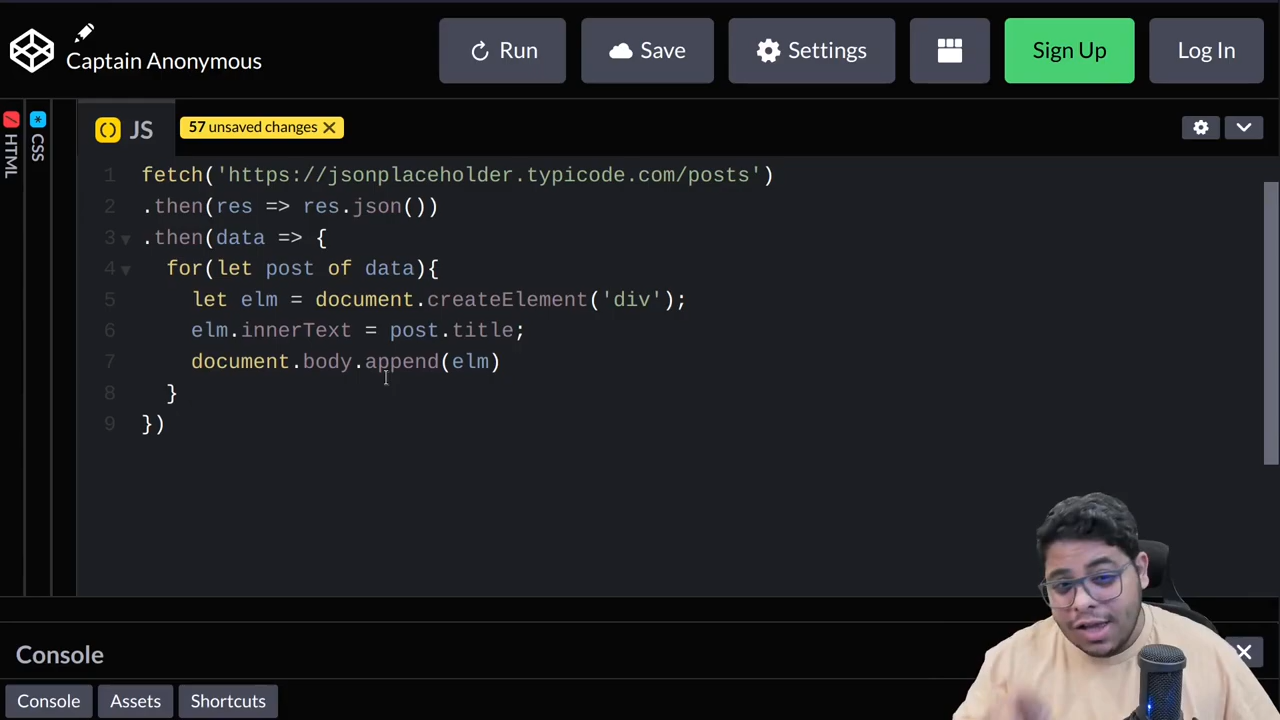 Captain Anonymous
Run
Save
Settings
Sign Up
Log In
HTML
CSS
JS
57 unsaved changes
1 fetch('https://jsonplaceholder.typicode.com/posts')
2 .then(res => res.json())
3 .then(data => {
4 for(let post of data){
5 let elm = document.createElement('div');
6 elm.innerText = post.title;
7 document.body.append(elm)
8 }
9 })
Console
Console
Assets
Shortcuts